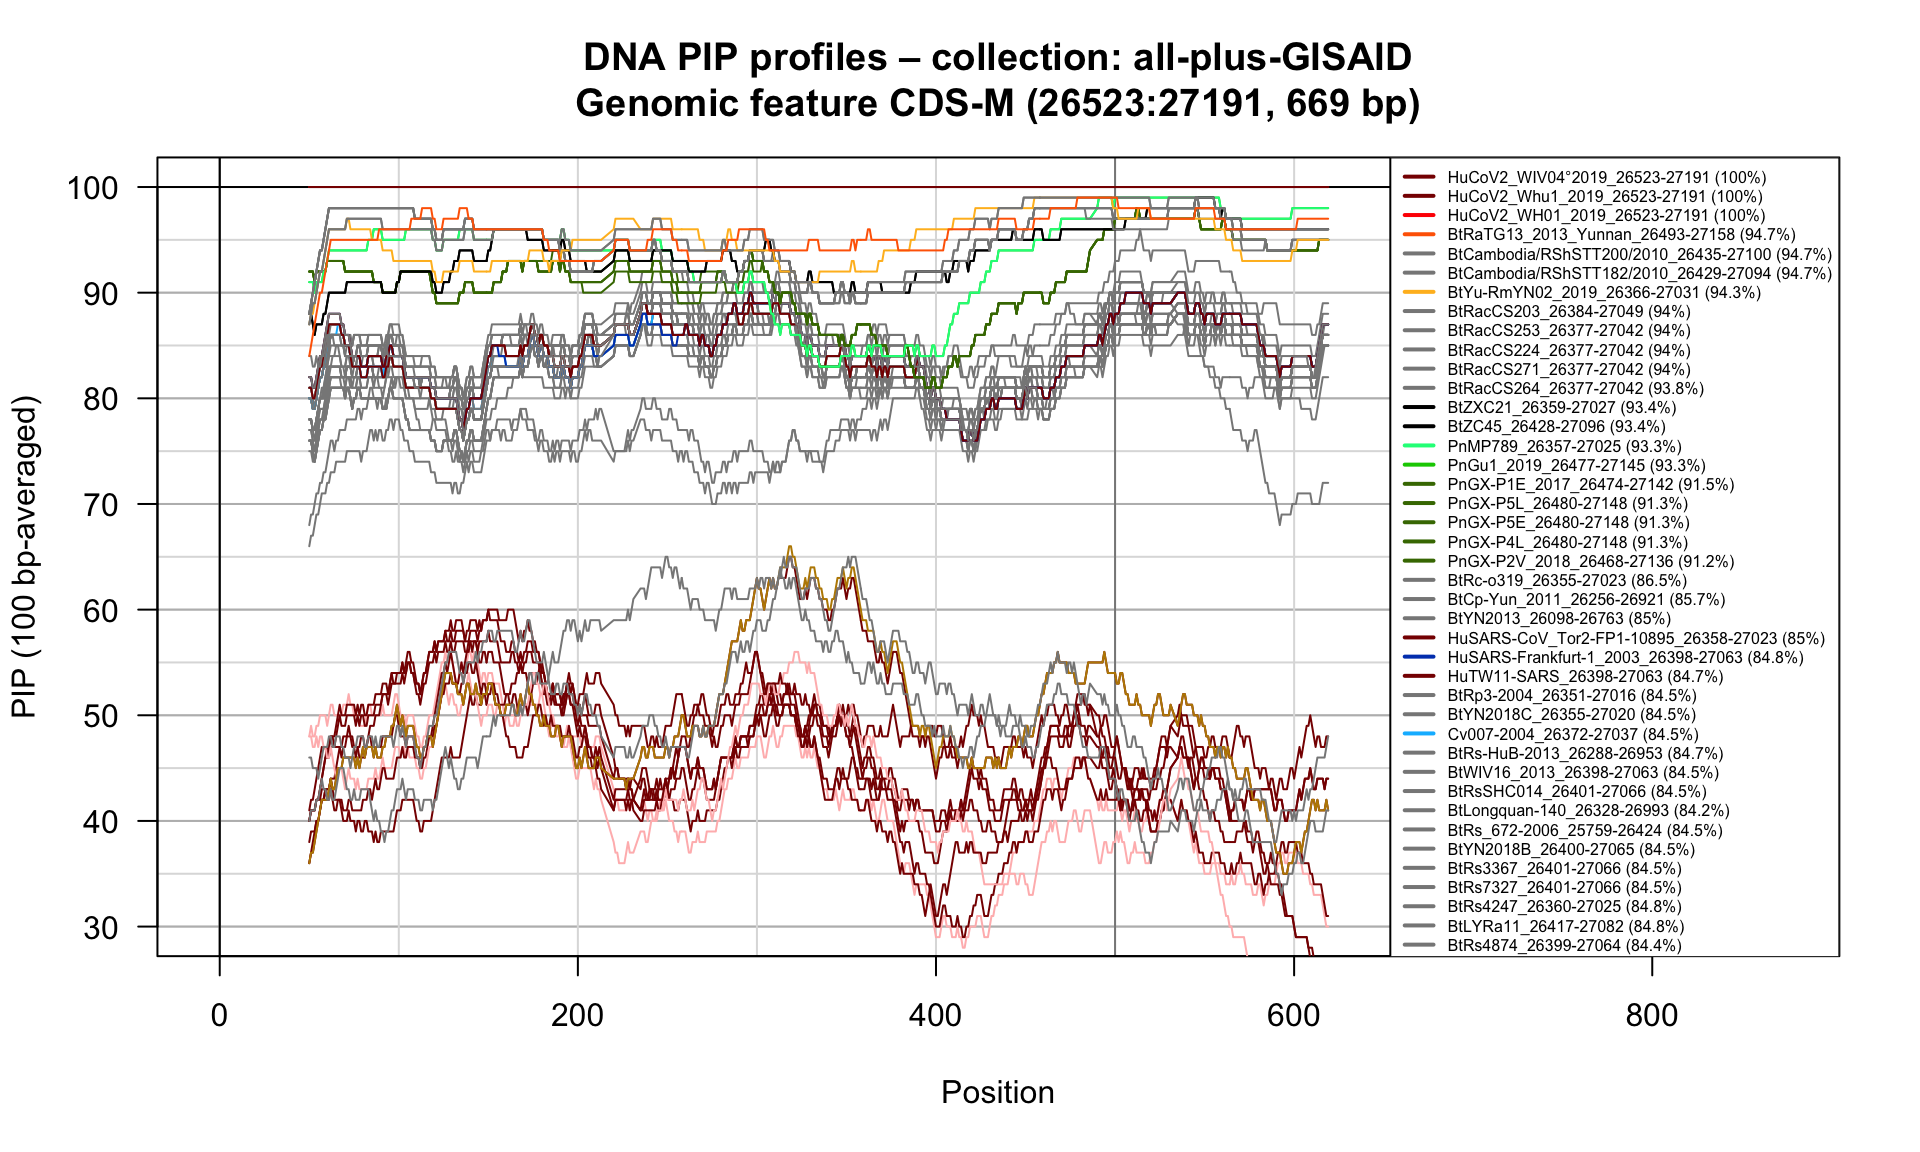 DNA PIP profiles – collection: all-plus-GISAID
Genomic feature CDS-M (26523:27191, 669 bp)
PIP (100 bp-averaged)
100
90
80
70
60
50
40
30
0
200
400
600
800
Position
HuCoV2_WIV04°2019_26523-27191 (100%)
HuCoV2_Whu1_2019_26523-27191 (100%)
HuCoV2_WH01_2019_26523-27191 (100%)
BtRaTG13_2013_Yunnan_26493-27158 (94.7%)
BtCambodia/RShSTT200/2010_26435-27100 (94.7%)
BtCambodia/RShSTT182/2010_26429-27094 (94.7%)
BtYu-RmYN02_2019_26366-27031 (94.3%)
BtRacCS203_26384-27049 (94%)
BtRacCS253_26377-27042 (94%)
BtRacCS224_26377-27042 (94%)
BtRacCS271_26377-27042 (94%)
BtRacCS264_26377-27042 (93.8%)
BtZXC21_26359-27027 (93.4%)
BtZC45_26428-27096 (93.4%)
PnMP789_26357-27025 (93.3%)
PnGu1_2019_26477-27145 (93.3%)
PnGX-P1E_2017_26474-27142 (91.5%)
PnGX-P5L_26480-27148 (91.3%)
PnGX-P5E_26480-27148 (91.3%)
PnGX-P4L_26480-27148 (91.3%)
PnGX-P2V_2018_26468-27136 (91.2%)
BtRc-o319_26355-27023 (86.5%)
BtCp-Yun_2011_26256-26921 (85.7%)
BtYN2013_26098-26763 (85%)
HuSARS-CoV_Tor2-FP1-10895_26358-27023 (85%)
HuSARS-Frankfurt-1_2003_26398-27063 (84.8%)
HuTW11-SARS_26398-27063 (84.7%)
BtRp3-2004_26351-27016 (84.5%)
BtYN2018C_26355-27020 (84.5%)
Cv007-2004_26372-27037 (84.5%)
BtRs-HuB-2013_26288-26953 (84.7%)
BtWIV16_2013_26398-27063 (84.5%)
BtRsSHC014_26401-27066 (84.5%)
BtLongquan-140_26328-26993 (84.2%)
BtRs_672-2006_25759-26424 (84.5%)
BtYN2018B_26400-27065 (84.5%)
BtRs3367_26401-27066 (84.5%)
BtRs7327_26401-27066 (84.5%)
BtRs4247_26360-27025 (84.8%)
BtLYRa11_26417-27082 (84.8%)
BtRs4874_26399-27064 (84.4%)